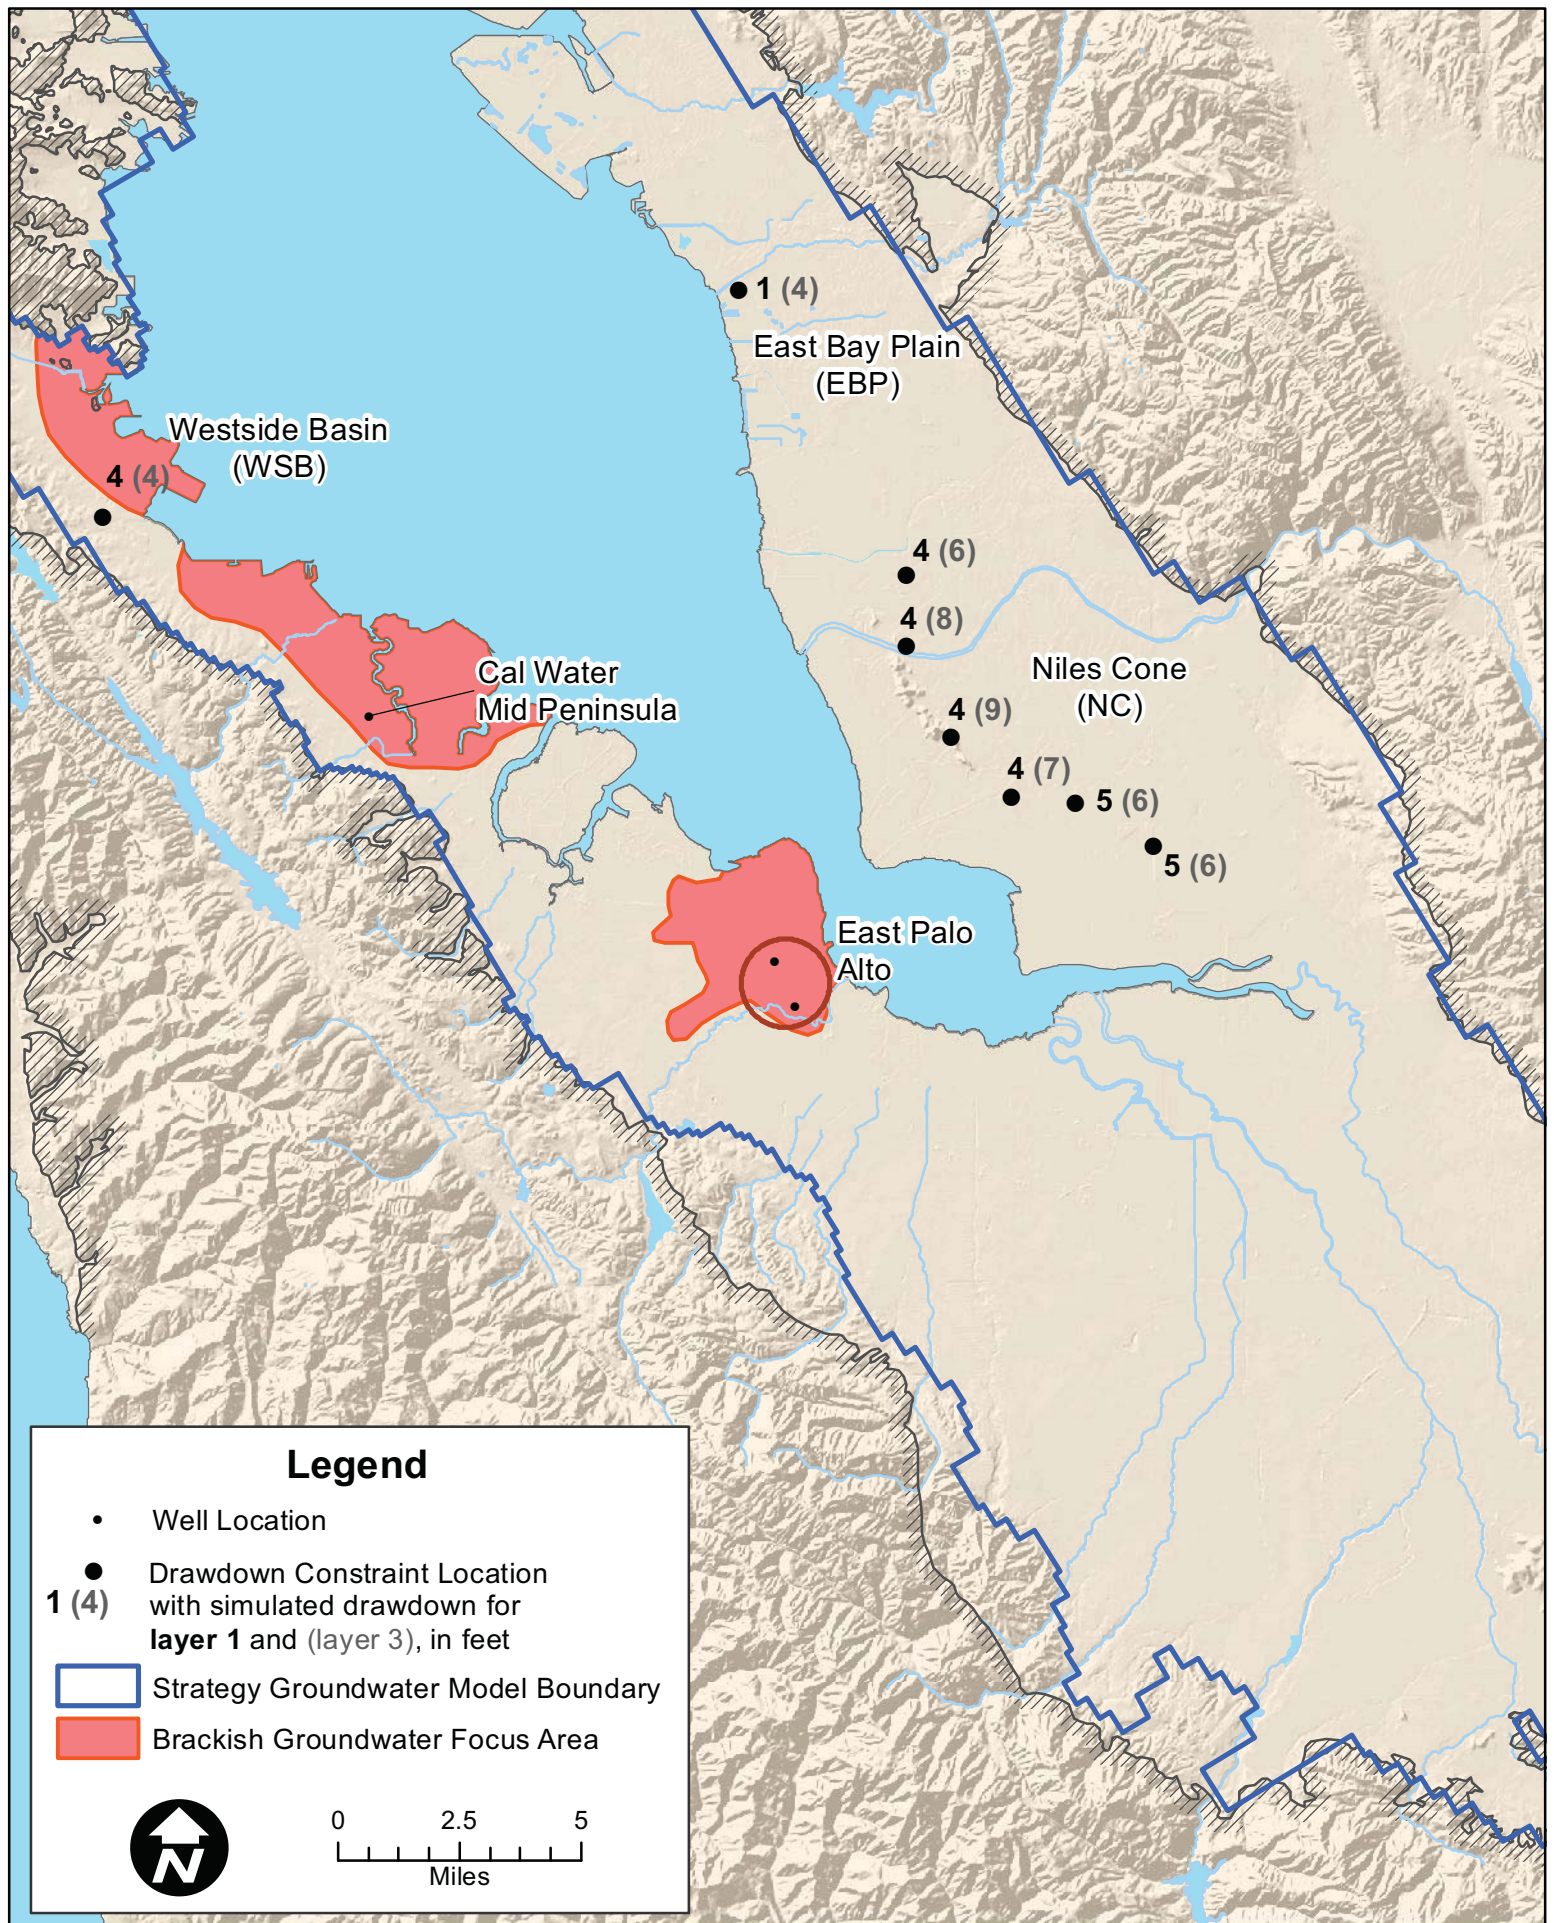 1 (4)
East Bay Plain
(EBP)
Westside Basin
(WSB)
4 (4)
4 (6)
4 (8)
Niles Cone
(NC)
Cal Water
Mid Peninsula
4 (9)
4 (7)
5 (6)
5 (6)
East Palo
Alto
Legend
Well Location
Drawdown Constraint Location
1 (4) with simulated drawdown for
layer 1 and (layer 3), in feet
Strategy Groundwater Model Boundary
Brackish Groundwater Focus Area
N
0 2.5 5
Miles